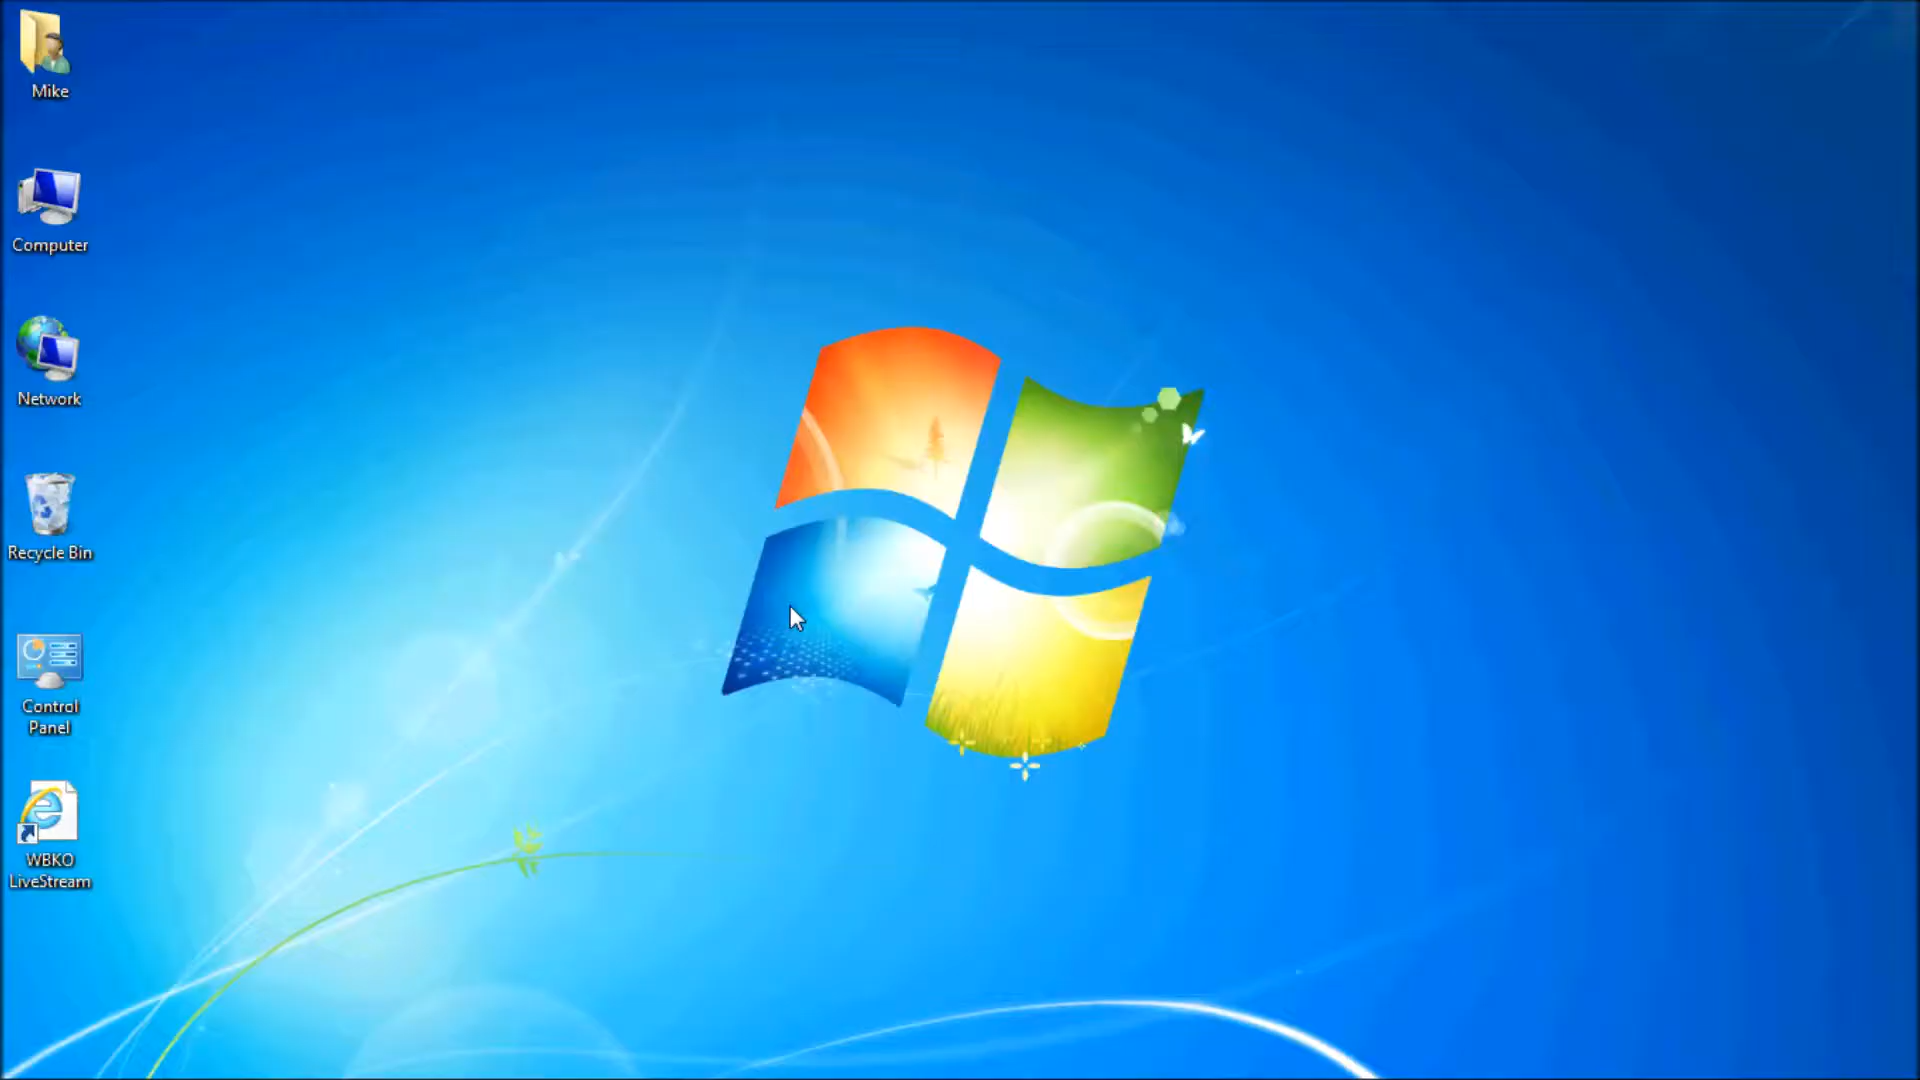 Mike
Computer
Network
Recycle Bin
Control
Panel
WBKO
LiveStream